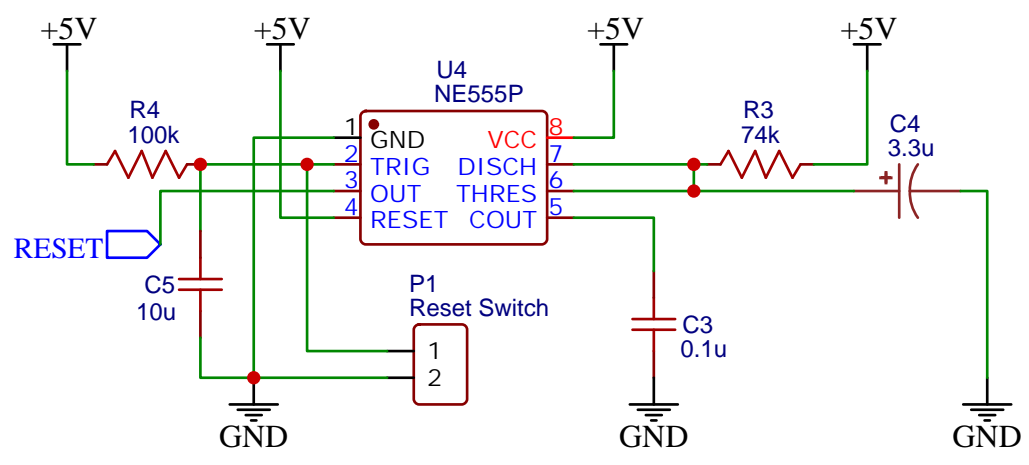 +5V
+5V
+5V
+5V
U4
NE555P
R4
100k
R3
74k
C4
3.3u
+
1
GND
VCC
8
2
TRIG
DISCH
7
3
OUT
THRES
6
4
RESET
COUT
5
RESET
C5
10u
P1
Reset Switch
1
2
C3
0.1u
GND
GND
GND